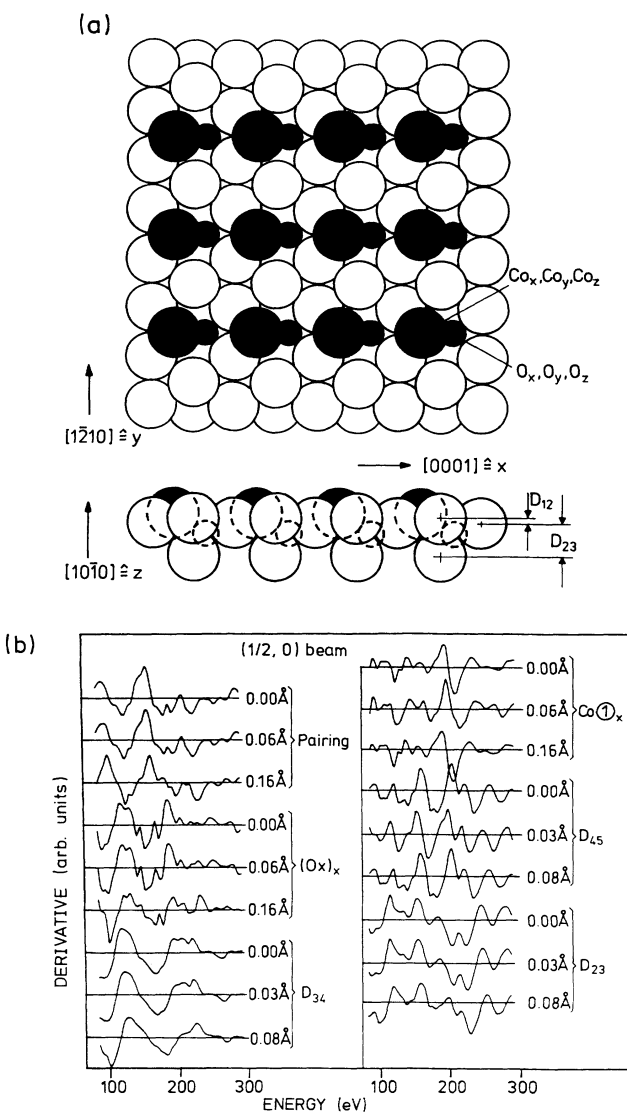 (a)
Co_x, Co_y, Co_z
O_x, O_y, O_z
[12̄10] ≙ y
[0001] ≙ x
D_12
D_23
[101̄0] ≙ z
(b)
(1/2, 0) beam
0.00Å
0.06Å
Pairing
0.16Å
0.00Å
0.06Å
(Ox)_x
0.16Å
0.00Å
0.03Å
D_34
0.08Å
0.00Å
0.06Å
Co①_x
0.16Å
0.00Å
0.03Å
D_45
0.08Å
0.00Å
0.03Å
D_23
0.08Å
DERIVATIVE (arb. units)
100 200 300
100 200 300
ENERGY (eV)